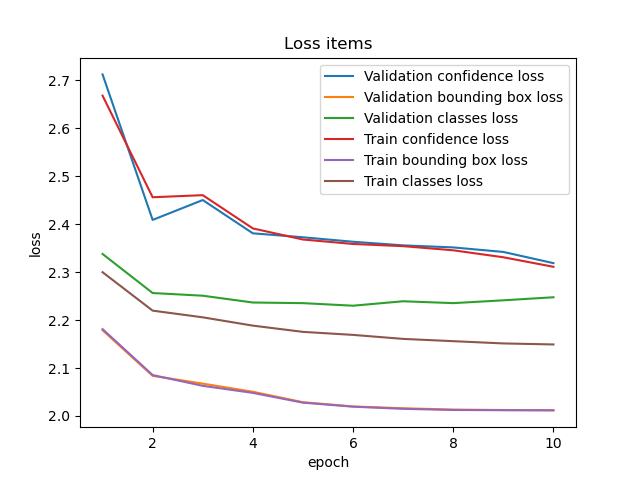 Loss items
Validation confidence loss
Validation bounding box loss
Validation classes loss
Train confidence loss
Train bounding box loss
Train classes loss
loss
2.7
2.6
2.5
2.4
2.3
2.2
2.1
2.0
2 4 6 8 10
epoch